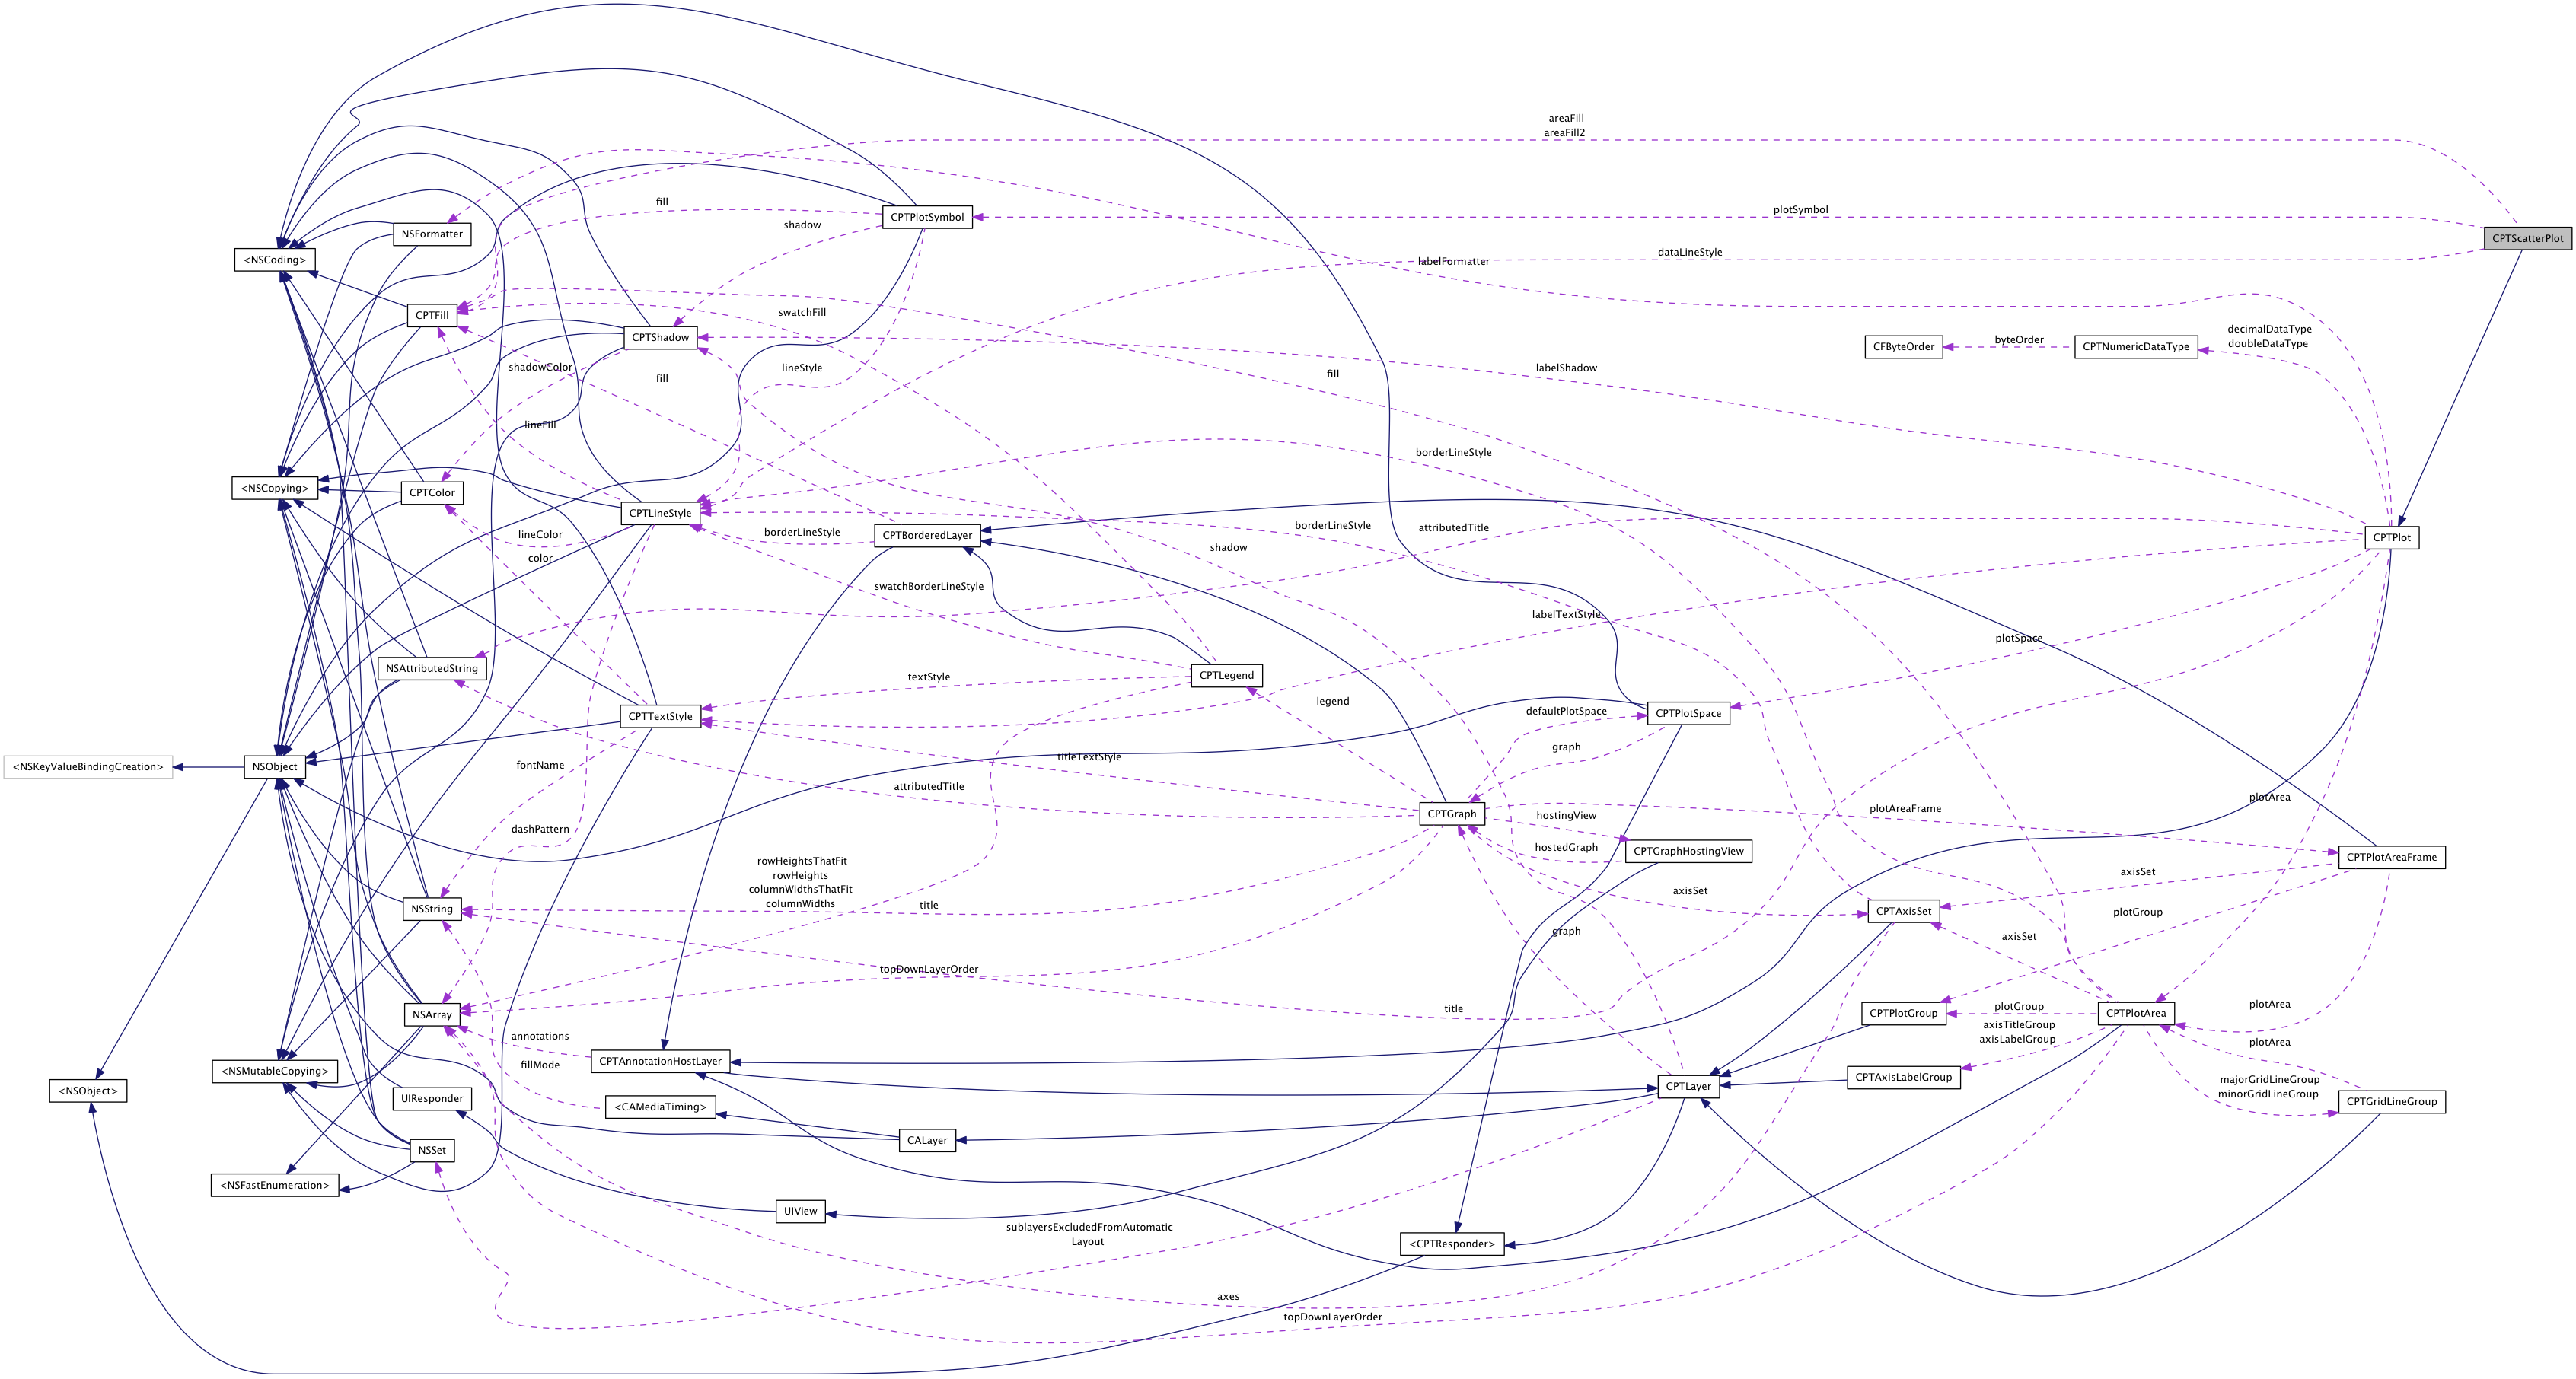 areaFill
areaFill2
fill
plotSymbol
CPTPlotSymbol
shadow
NSFormatter
CPTScatterPlot
<NSCoding>
labelFormatter
dataLineStyle
swatchFill
CPTFill
decimalDataType
doubleDataType
CPTShadow
byteOrder
CFByteOrder
CPTNumericDataType
shadowColor
fill
lineStyle
fill
labelShadow
lineFill
borderLineStyle
<NSCopying>
CPTColor
CPTLineStyle
lineColor
borderLineStyle
CPTBorderedLayer
borderLineStyle
attributedTitle
CPTPlot
color
shadow
swatchBorderLineStyle
labelTextStyle
plotSpace
NSAttributedString
textStyle
CPTLegend
legend
CPTTextStyle
defaultPlotSpace
CPTPlotSpace
graph
<NSKeyValueBindingCreation>
NSObject
fontName
titleTextStyle
attributedTitle
plotArea
CPTGraph
hostingView
plotAreaFrame
dashPattern
hostedGraph
CPTGraphHostingView
CPTPlotAreaFrame
rowHeightsThatFit
rowHeights
columnWidthsThatFit
columnWidths
axisSet
axisSet
NSString
title
CPTAxisSet
plotGroup
graph
axisSet
topDownLayerOrder
NSArray
title
CPTPlotGroup
plotGroup
CPTPlotArea
plotArea
axisTitleGroup
axisLabelGroup
annotations
plotArea
CPTAnnotationHostLayer
fillMode
<NSMutableCopying>
<NSObject>
CPTLayer
CPTAxisLabelGroup
majorGridLineGroup
minorGridLineGroup
UIResponder
<CAMediaTiming>
CPTGridLineGroup
CALayer
NSSet
<NSFastEnumeration>
UIView
sublayersExcludedFromAutomatic
Layout
<CPTResponder>
axes
topDownLayerOrder